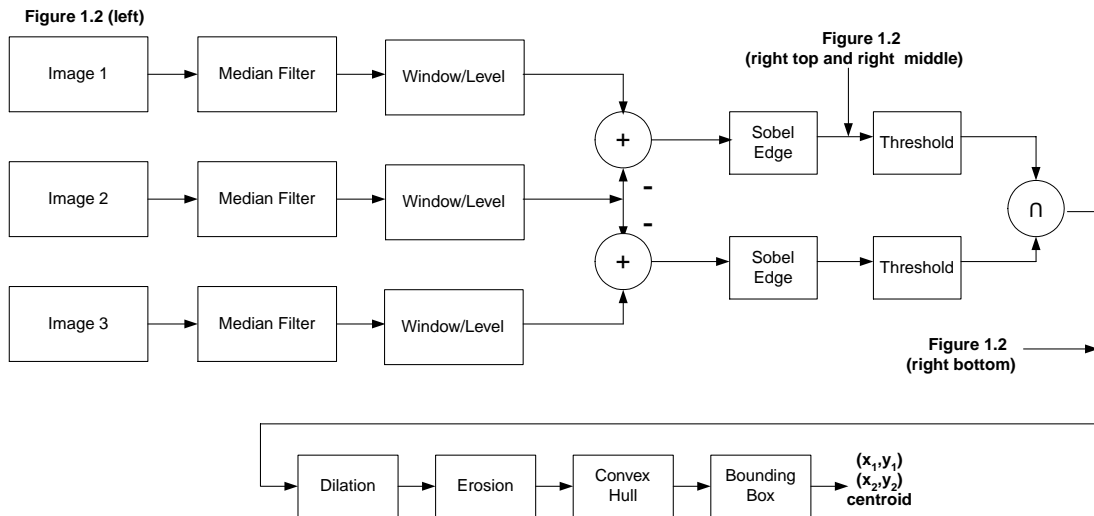 Figure 1.2 (left)
Image 1
Median Filter
Window/Level
Figure 1.2
(right top and right middle)
+
Sobel
Edge
Threshold
-
Image 2
Median Filter
Window/Level
∩
-
+
Sobel
Edge
Threshold
Image 3
Median Filter
Window/Level
Figure 1.2
(right bottom)
Dilation
Erosion
Convex
Hull
Bounding
Box
(x₁,y₁)
(x₂,y₂)
centroid